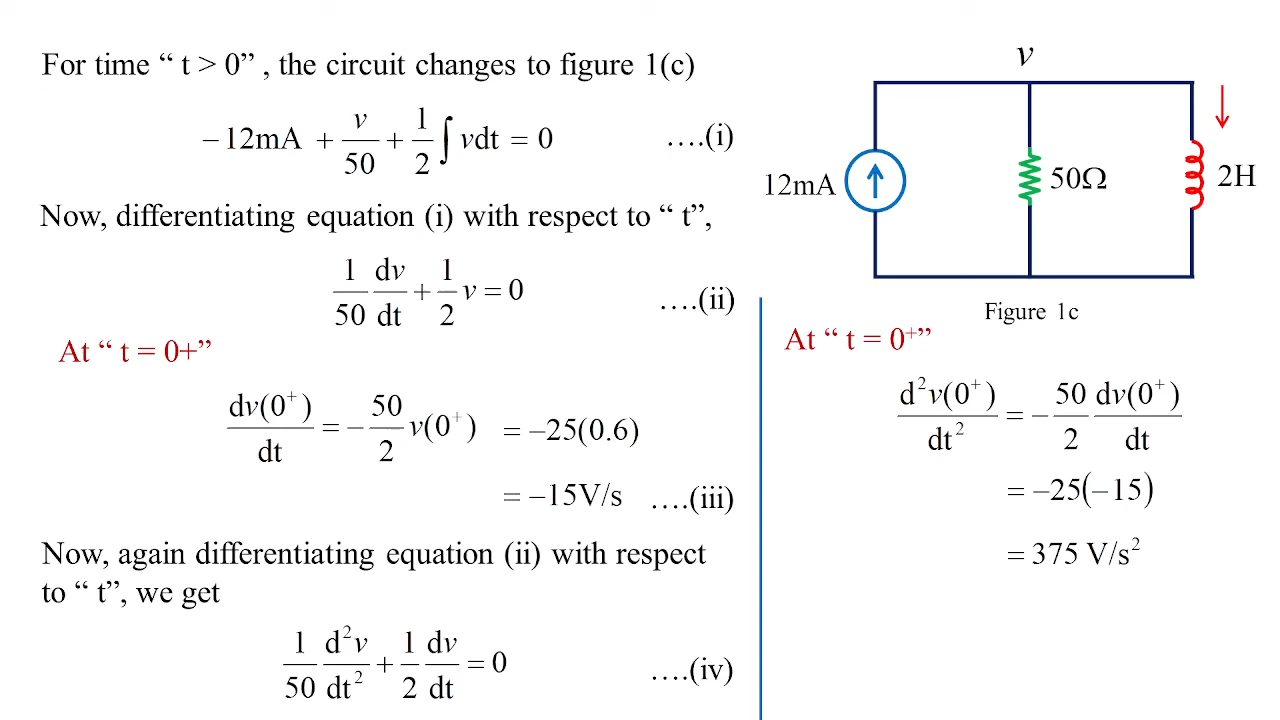 For time “ t > 0” , the circuit changes to figure 1(c)
− 12mA + v/50 + 1/2 ∫ vdt = 0 ….(i)
Now, differentiating equation (i) with respect to “ t”,
1/50 dv/dt + 1/2 v = 0 ….(ii)
At “ t = 0+”
dv(0⁺)/dt = − 50/2 v(0⁺) = −25(0.6)
= −15V/s ….(iii)
Now, again differentiating equation (ii) with respect
to “ t”, we get
1/50 d²v/dt² + 1/2 dv/dt = 0 ….(iv)
v
12mA
50Ω
2H
Figure 1c
At “ t = 0⁺”
d²v(0⁺)/dt² = − 50/2 dv(0⁺)/dt
= −25(−15)
= 375 V/s²